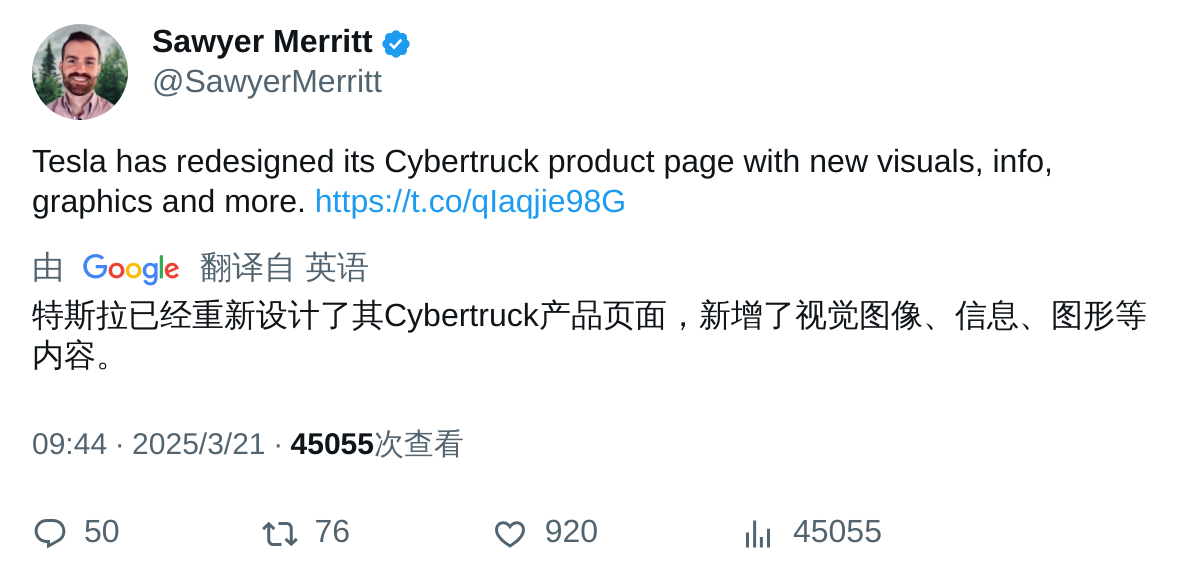 Sawyer Merritt
@SawyerMerritt
Tesla has redesigned its Cybertruck product page with new visuals, info,
graphics and more. https://t.co/qIaqjie98G
由 Google 翻译自 英语
特斯拉已经重新设计了其Cybertruck产品页面，新增了视觉图像、信息、图形等
内容。
09:44 · 2025/3/21 · 45055次查看
50 76 920 45055